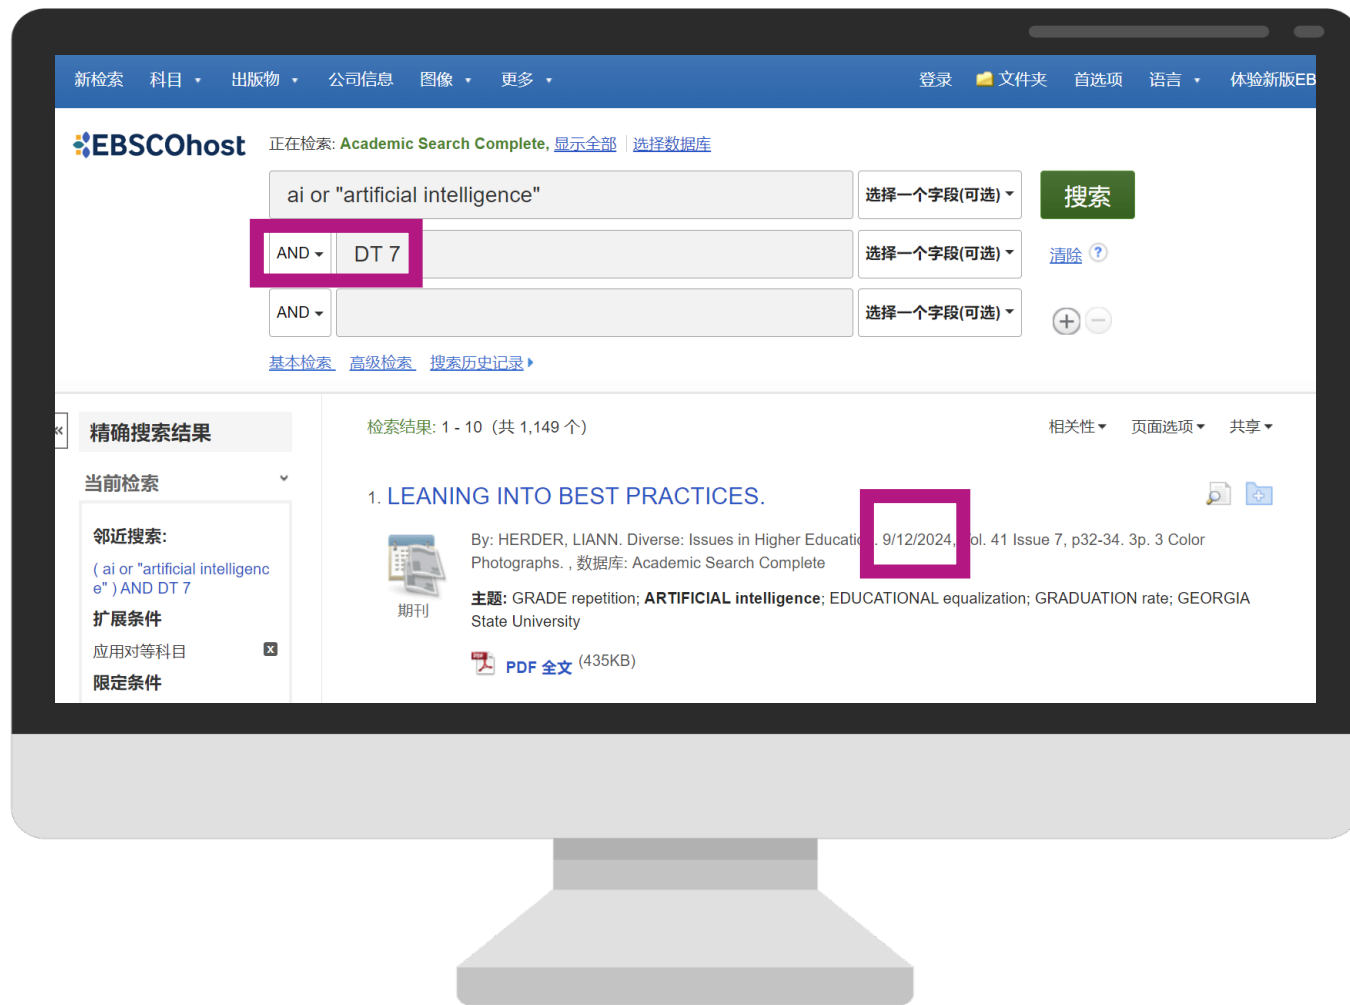 新检索 科目 出版物 公司信息 图像 更多 登录 文件夹 首选项 语言 体验新版EB
EBSCOhost 正在检索: Academic Search Complete, 显示全部 选择数据库
ai or "artificial intelligence" 选择一个字段(可选) 搜索
AND DT 7 选择一个字段(可选) 清除 ?
AND 选择一个字段(可选)
基本检索 高级检索 搜索历史记录
« 精确搜索结果 检索结果: 1 - 10 (共 1,149 个) 相关性 页面选项 共享
当前检索
邻近搜索:
( ai or "artificial intelligenc
e" ) AND DT 7
扩展条件
应用对等科目 x
限定条件
1. LEANING INTO BEST PRACTICES.
By: HERDER, LIANN. Diverse: Issues in Higher Education. 9/12/2024, Vol. 41 Issue 7, p32-34. 3p. 3 Color
Photographs. , 数据库: Academic Search Complete
期刊
主题: GRADE repetition; ARTIFICIAL intelligence; EDUCATIONAL equalization; GRADUATION rate; GEORGIA
State University
PDF PDF 全文 (435KB)